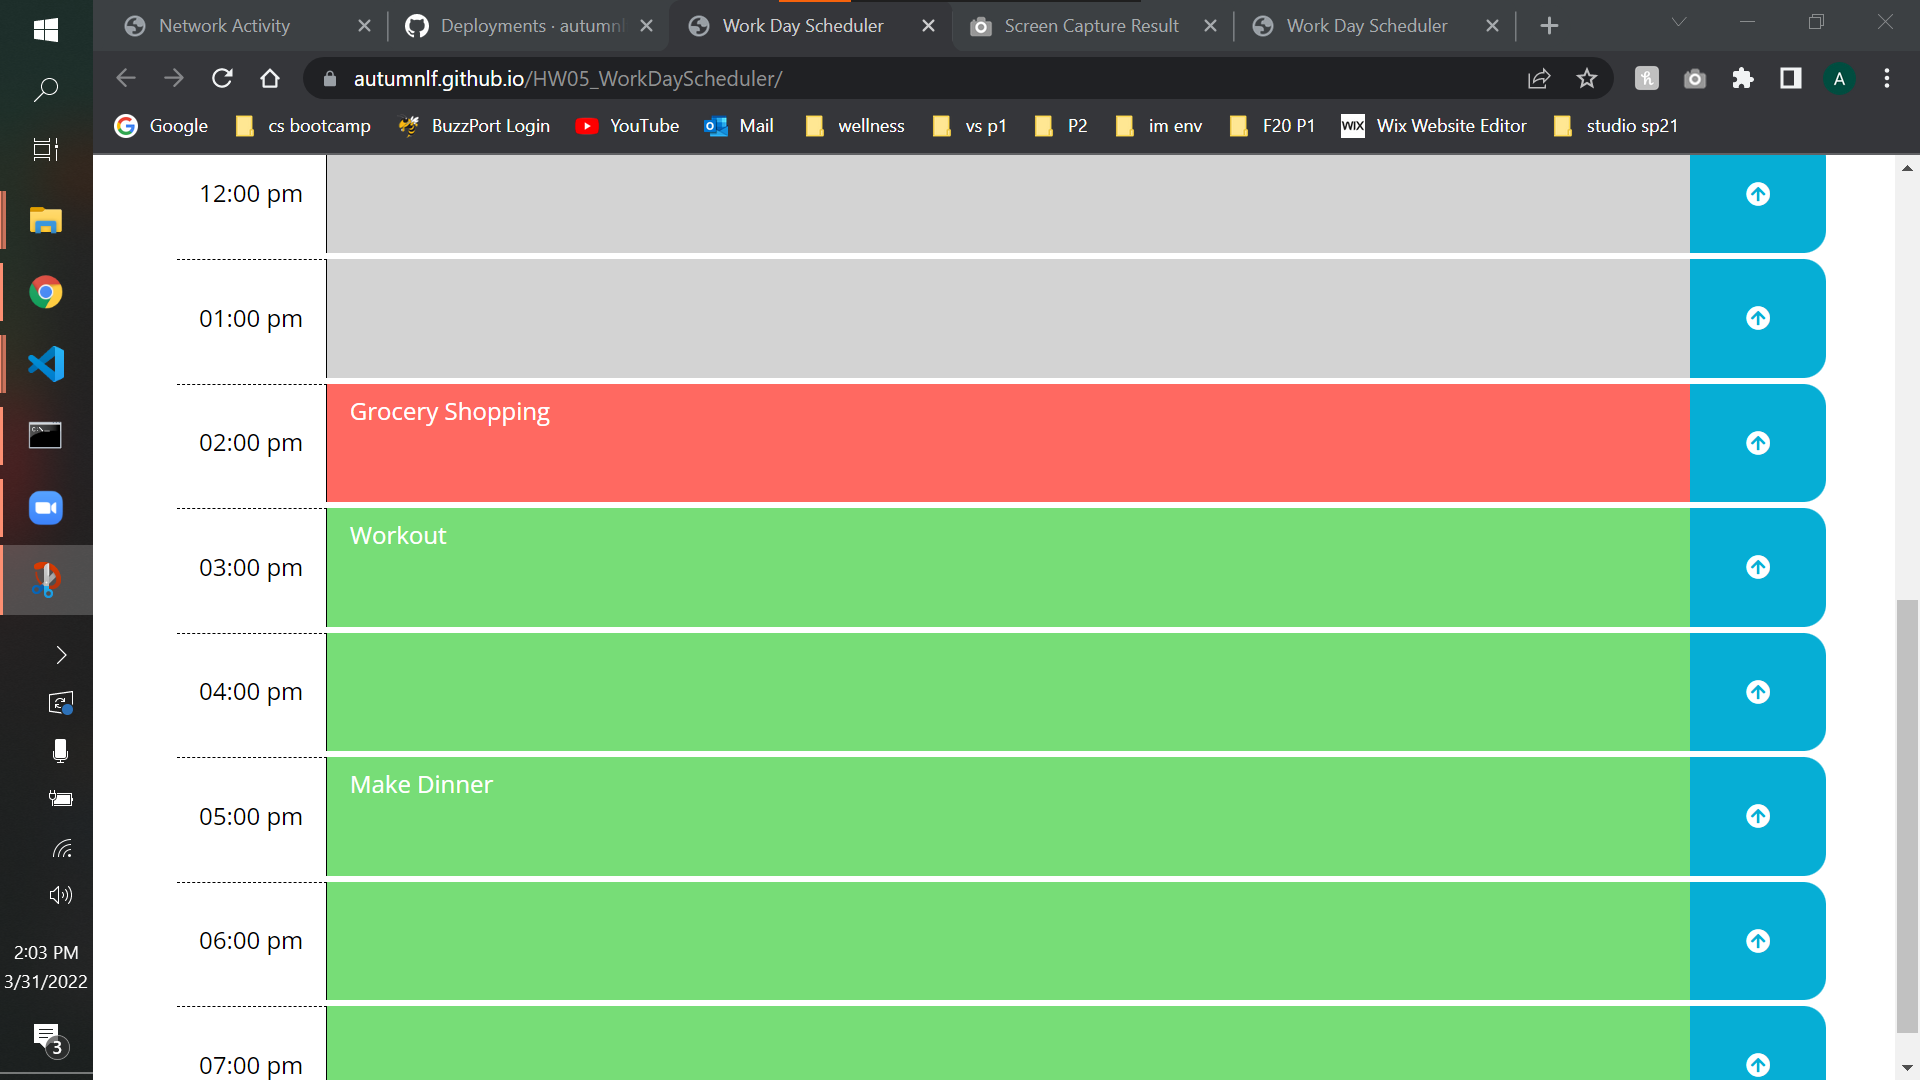 Network Activity
Deployments · autumnl
Work Day Scheduler
Screen Capture Result
Work Day Scheduler
autumnlf.github.io/HW05_WorkDayScheduler/
A
Google
cs bootcamp
BuzzPort Login
YouTube
Mail
wellness
vs p1
P2
im env
F20 P1
WIX
Wix Website Editor
studio sp21
12:00 pm
01:00 pm
02:00 pm
Grocery Shopping
03:00 pm
Workout
04:00 pm
05:00 pm
Make Dinner
06:00 pm
07:00 pm
2:03 PM
3/31/2022
3